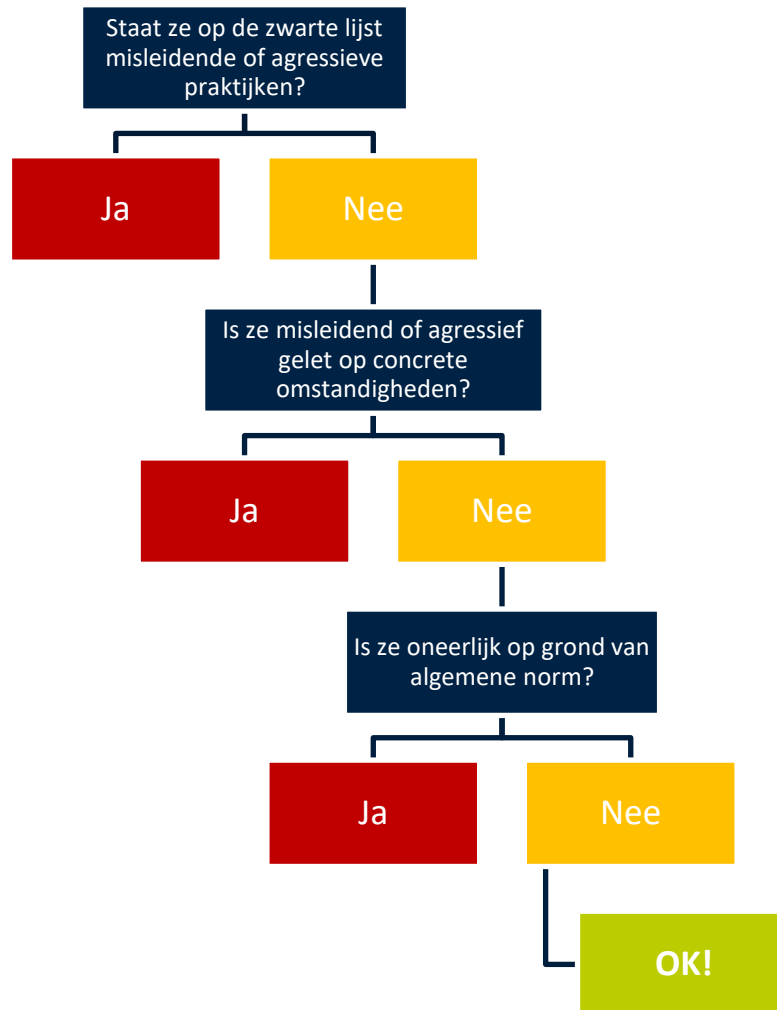 Staat ze op de zwarte lijst
misleidende of agressieve
praktijken?
Ja
Nee
Is ze misleidend of agressief
gelet op concrete
omstandigheden?
Ja
Nee
Is ze oneerlijk op grond van
algemene norm?
Ja
Nee
OK!